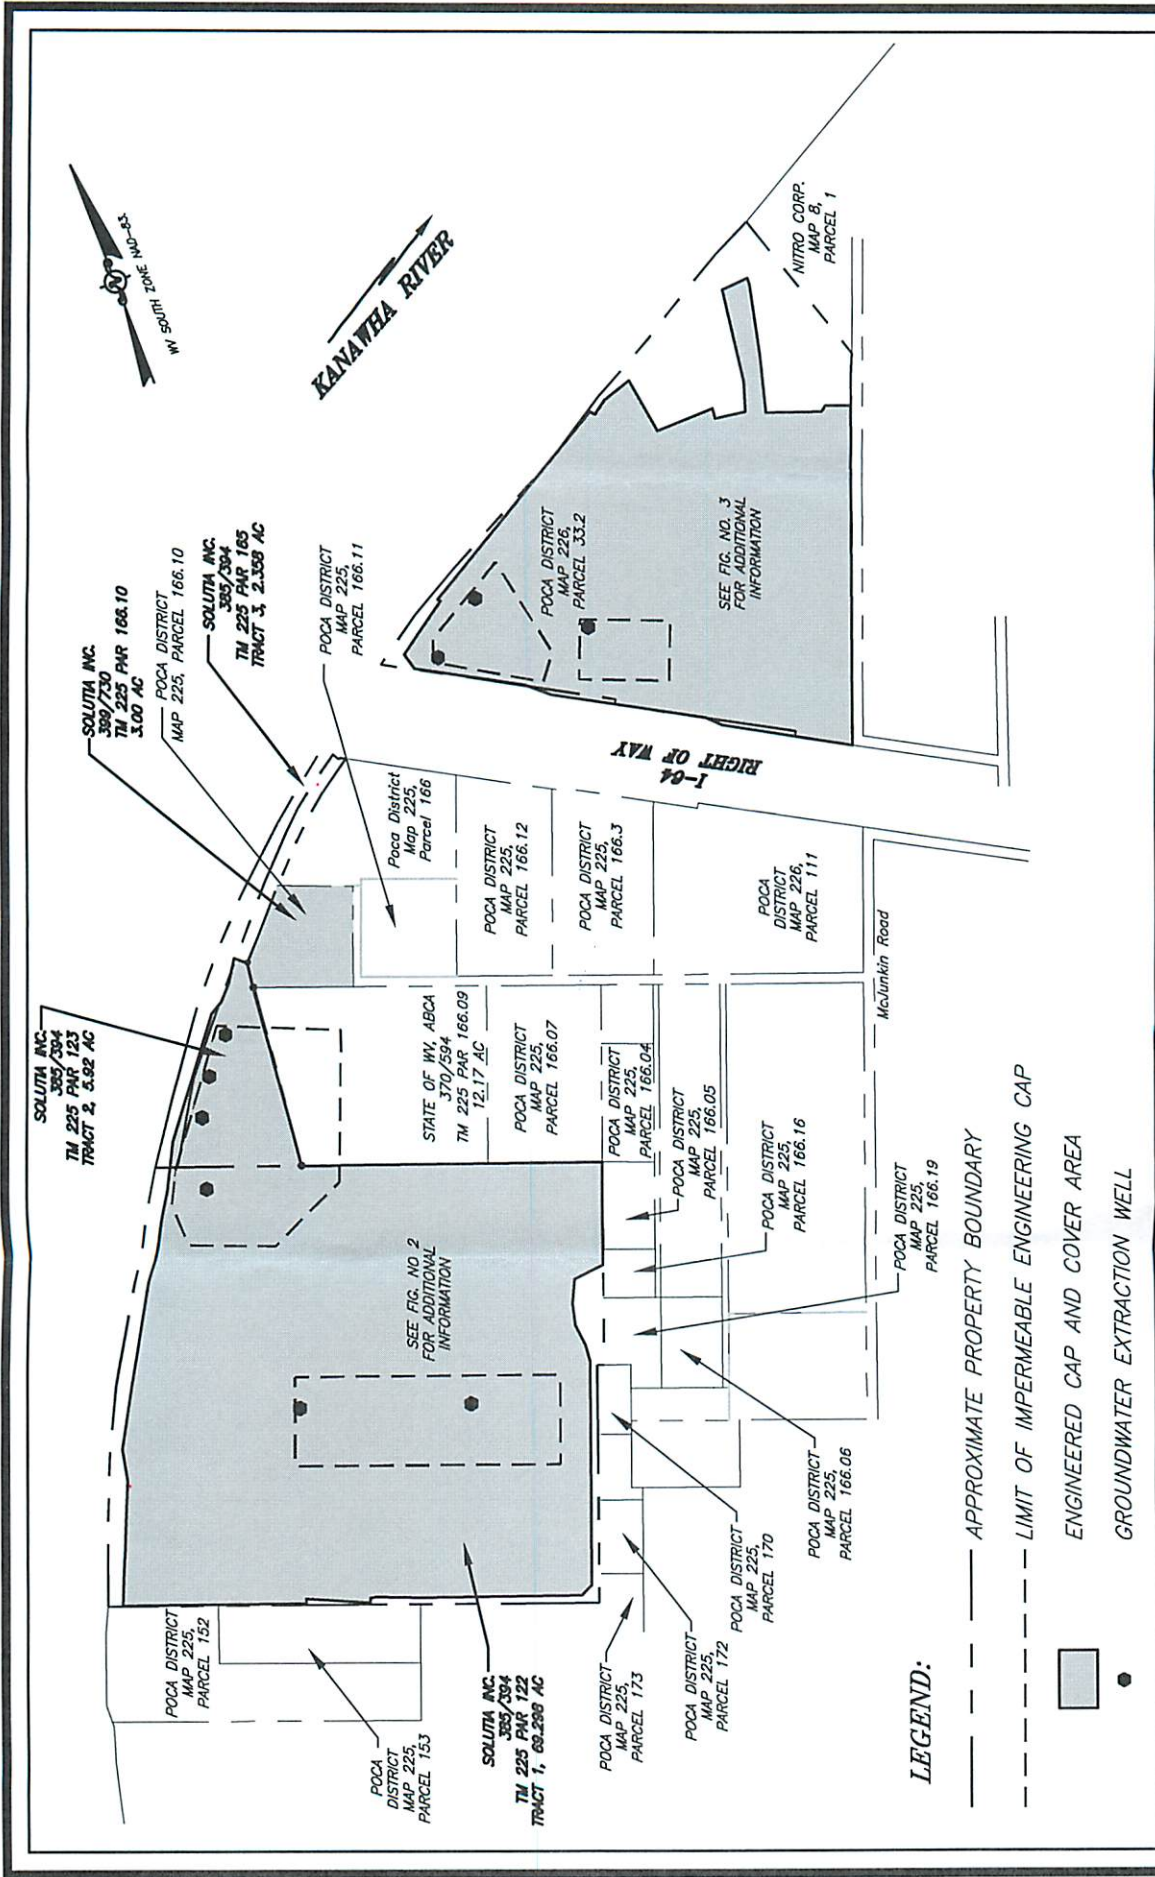 WV SOUTH ZONE NAD-83
KANAWHA RIVER
SOLUTIA INC.
385/394
TM 225 PAR 123
TRACT 2, 5.92 AC
SOLUTIA INC.
399/730
TM 225 PAR 166.10
3.00 AC
POCA DISTRICT
MAP 225, PARCEL 166.10
SOLUTIA INC.
385/394
TM 225 PAR 165
TRACT 3, 2.358 AC
POCA DISTRICT
MAP 225,
PARCEL 166.11
NITRO CORP.
MAP 8,
PARCEL 1
POCA DISTRICT
MAP 226,
PARCEL 33.2
SEE FIG. NO. 3
FOR ADDITIONAL
INFORMATION
I-64
RIGHT OF WAY
Poca District
Map 225,
Parcel 166
POCA DISTRICT
MAP 225,
PARCEL 166.12
POCA DISTRICT
MAP 225,
PARCEL 166.3
POCA
DISTRICT
MAP 226,
PARCEL 111
McJunkin Road
STATE OF WV, ABCA
370/594
TM 225 PAR 166.09
12.17 AC
POCA DISTRICT
MAP 225,
PARCEL 166.07
POCA DISTRICT
MAP 225,
PARCEL 166.04
POCA DISTRICT
MAP 225,
PARCEL 166.05
POCA DISTRICT
MAP 225,
PARCEL 166.16
POCA DISTRICT
MAP 225,
PARCEL 166.19
SEE FIG. NO 2
FOR ADDITIONAL
INFORMATION
POCA DISTRICT
MAP 225,
PARCEL 166.06
POCA DISTRICT
MAP 225,
PARCEL 170
POCA DISTRICT
MAP 225,
PARCEL 172
POCA DISTRICT
MAP 225,
PARCEL 173
POCA DISTRICT
MAP 225,
PARCEL 152
POCA
DISTRICT
MAP 225,
PARCEL 153
SOLUTIA INC.
385/394
TM 225 PAR 122
TRACT 1, 69.298 AC
LEGEND:
APPROXIMATE PROPERTY BOUNDARY
LIMIT OF IMPERMEABLE ENGINEERING CAP
ENGINEERED CAP AND COVER AREA
GROUNDWATER EXTRACTION WELL